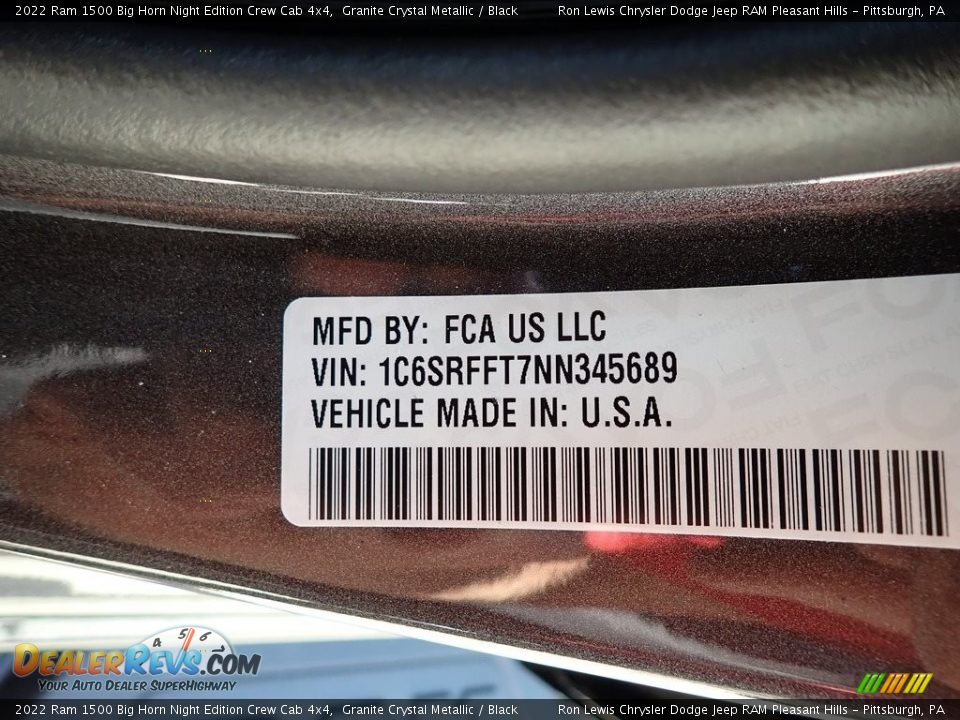 2022 Ram 1500 Big Horn Night Edition Crew Cab 4x4, Granite Crystal Metallic / Black Ron Lewis Chrysler Dodge Jeep RAM Pleasant Hills - Pittsburgh, PA
MFD BY: FCA US LLC
VIN: 1C6SRFFT7NN345689
VEHICLE MADE IN: U.S.A.
4 5 6
DealerRevs.com
Your Auto Dealer SuperHighway
2022 Ram 1500 Big Horn Night Edition Crew Cab 4x4, Granite Crystal Metallic / Black Ron Lewis Chrysler Dodge Jeep RAM Pleasant Hills - Pittsburgh, PA